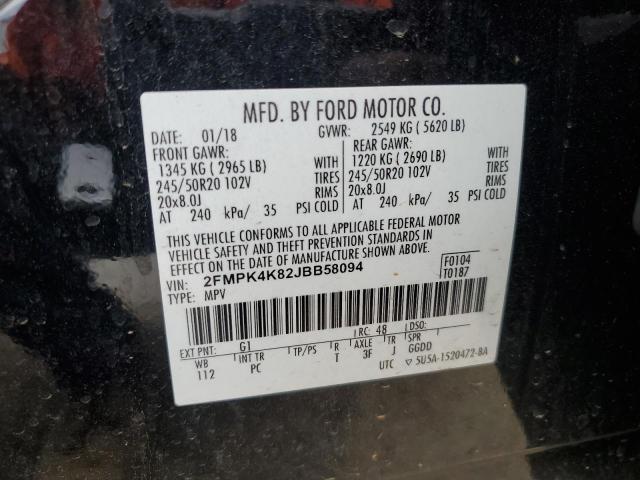 MFD. BY FORD MOTOR CO.
DATE: 01/18 GVWR: 2549 KG ( 5620 LB)
FRONT GAWR: REAR GAWR:
1345 KG ( 2965 LB) WITH 1220 KG ( 2690 LB) WITH
245/50R20 102V TIRES 245/50R20 102V TIRES
20x8.0J RIMS 20x8.0J RIMS
AT 240 kPa/ 35 PSI COLD AT 240 kPa/ 35 PSI COLD
THIS VEHICLE CONFORMS TO ALL APPLICABLE FEDERAL MOTOR
VEHICLE SAFETY AND THEFT PREVENTION STANDARDS IN
EFFECT ON THE DATE OF MANUFACTURE SHOWN ABOVE.
VIN: 2FMPK4K82JBB58094 F0104
TYPE: MPV T0187
EXT PNT: G1 RC: 48 DSO:
WB INT TR TP/PS R AXLE TR SPR
112 PC T 3F J GGDD
UTC ▽ 5U5A-1520472-BA